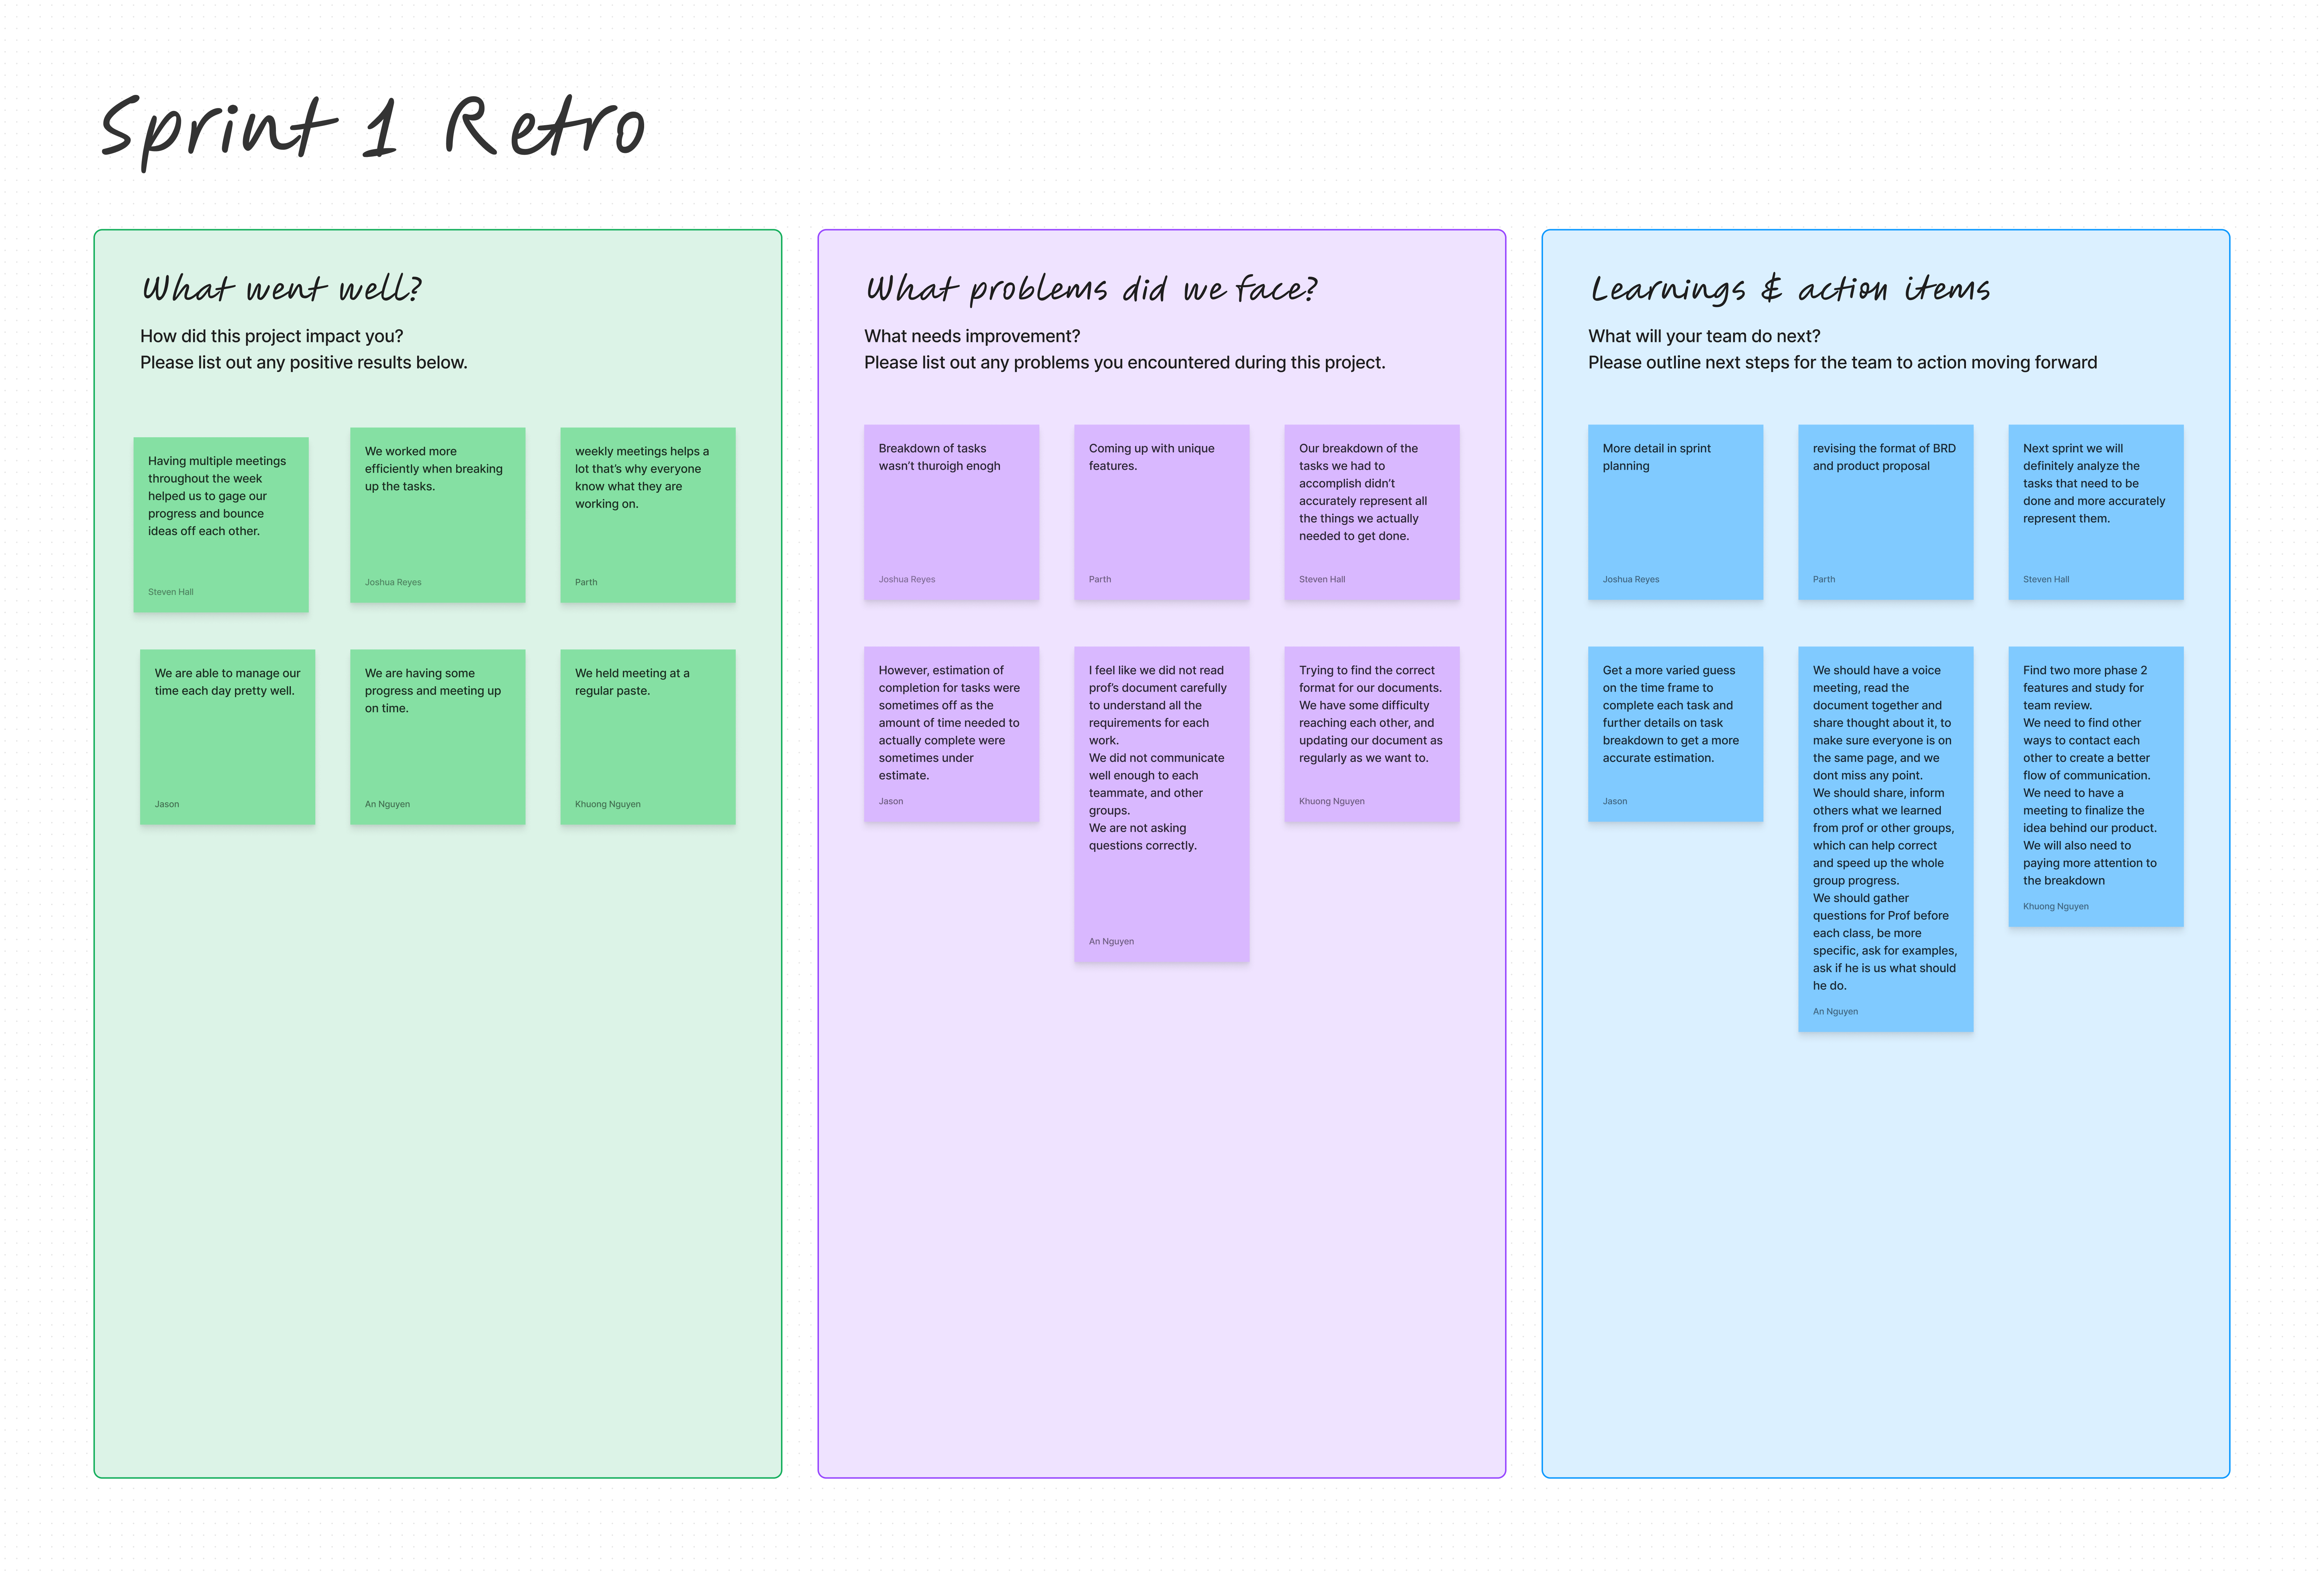 Sprint 1 Retro
What went well?
How did this project impact you?
Please list out any positive results below.
Having multiple meetings
throughout the week
helped us to gage our
progress and bounce
ideas off each other.
Steven Hall
We worked more
efficiently when breaking
up the tasks.
Joshua Reyes
weekly meetings helps a
lot that's why everyone
know what they are
working on.
Parth
We are able to manage our
time each day pretty well.
Jason
We are having some
progress and meeting up
on time.
An Nguyen
We held meeting at a
regular paste.
Khuong Nguyen
What problems did we face?
What needs improvement?
Please list out any problems you encountered during this project.
Breakdown of tasks
wasn't thuroigh enogh
Joshua Reyes
Coming up with unique
features.
Parth
Our breakdown of the
tasks we had to
accomplish didn't
accurately represent all
the things we actually
needed to get done.
Steven Hall
However, estimation of
completion for tasks were
sometimes off as the
amount of time needed to
actually complete were
sometimes under
estimate.
Jason
I feel like we did not read
prof's document carefully
to understand all the
requirements for each
work.
We did not communicate
well enough to each
teammate, and other
groups.
We are not asking
questions correctly.
An Nguyen
Trying to find the correct
format for our documents.
We have some difficulty
reaching each other, and
updating our document as
regularly as we want to.
Khuong Nguyen
Learnings & action items
What will your team do next?
Please outline next steps for the team to action moving forward
More detail in sprint
planning
Joshua Reyes
revising the format of BRD
and product proposal
Parth
Next sprint we will
definitely analyze the
tasks that need to be
done and more accurately
represent them.
Steven Hall
Get a more varied guess
on the time frame to
complete each task and
further details on task
breakdown to get a more
accurate estimation.
Jason
We should have a voice
meeting, read the
document together and
share thought about it, to
make sure everyone is on
the same page, and we
dont miss any point.
We should share, inform
others what we learned
from prof or other groups,
which can help correct
and speed up the whole
group progress.
We should gather
questions for Prof before
each class, be more
specific, ask for examples,
ask if he is us what should
he do.
An Nguyen
Find two more phase 2
features and study for
team review.
We need to find other
ways to contact each
other to create a better
flow of communication.
We need to have a
meeting to finalize the
idea behind our product.
We will also need to
paying more attention to
the breakdown
Khuong Nguyen